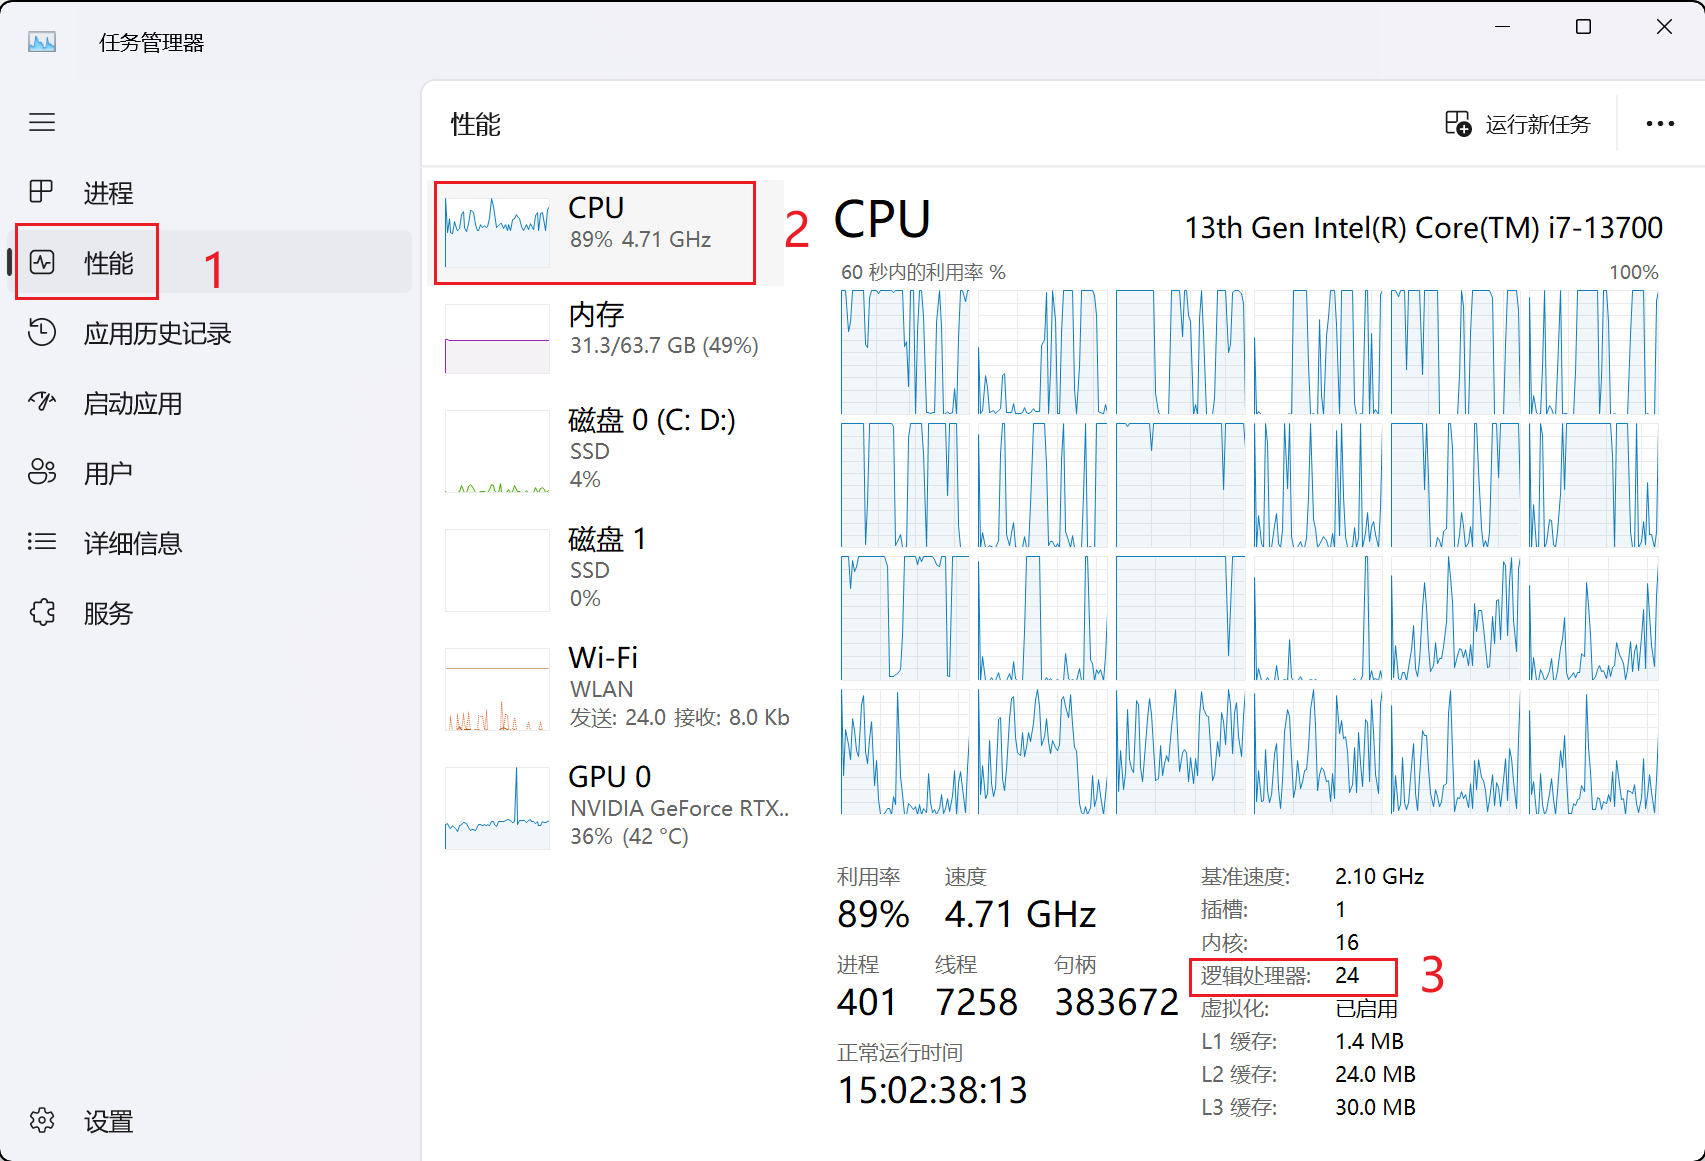 任务管理器
性能
运行新任务
进程
性能
1
应用历史记录
启动应用
用户
详细信息
服务
设置
CPU
89% 4.71 GHz
2
内存
31.3/63.7 GB (49%)
磁盘 0 (C: D:)
SSD
4%
磁盘 1
SSD
0%
Wi-Fi
WLAN
发送: 24.0 接收: 8.0 Kb
GPU 0
NVIDIA GeForce RTX..
36% (42 °C)
CPU
13th Gen Intel(R) Core(TM) i7-13700
60 秒内的利用率 %
100%
利用率 速度
89% 4.71 GHz
进程 线程 句柄
401 7258 383672
正常运行时间
15:02:38:13
基准速度: 2.10 GHz
插槽: 1
内核: 16
逻辑处理器: 24
3
虚拟化: 已启用
L1 缓存: 1.4 MB
L2 缓存: 24.0 MB
L3 缓存: 30.0 MB